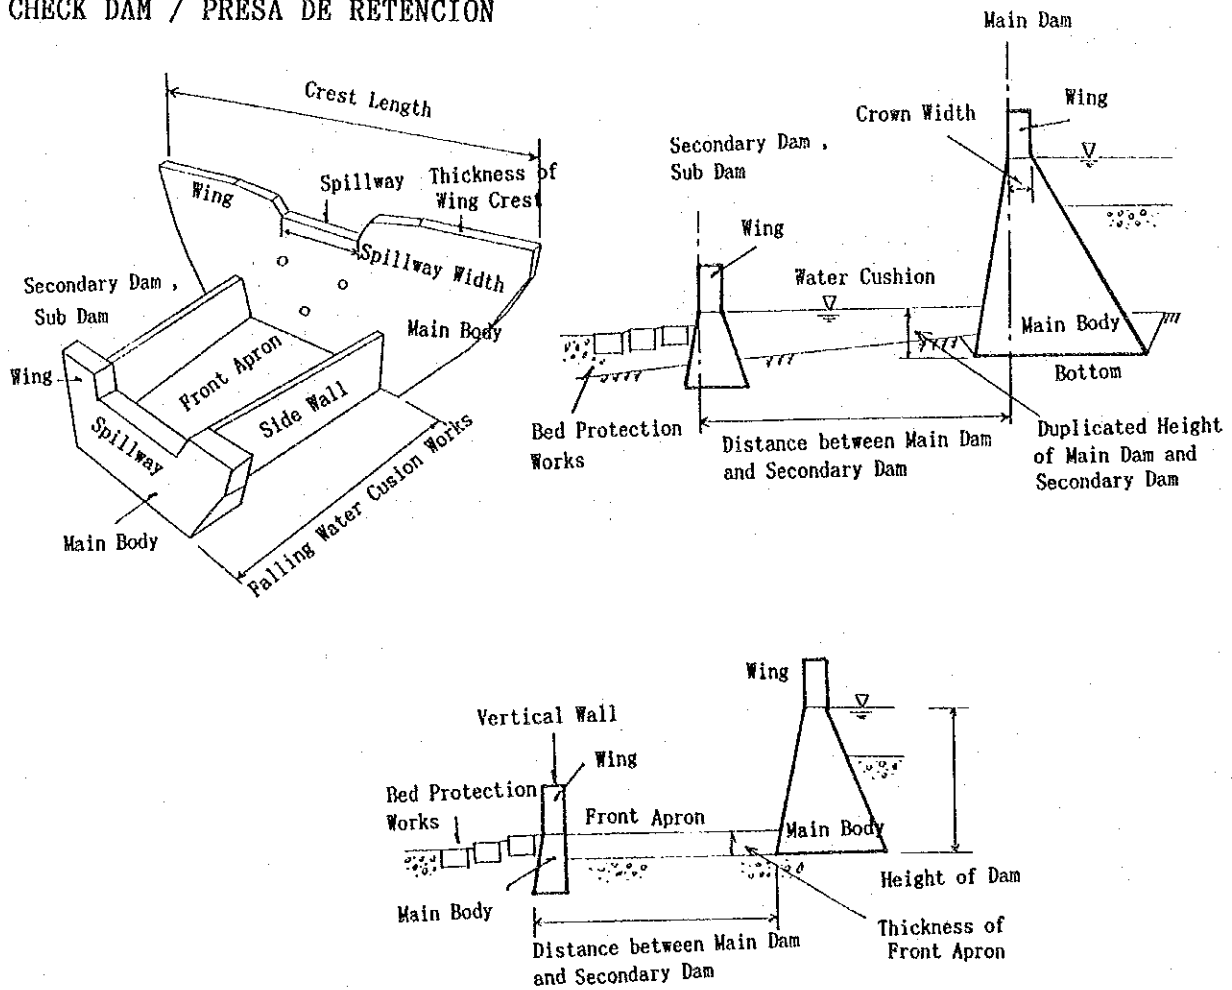 CHECK DAM / PRESA DE RETENCION
Crest Length
Wing
Spillway
Thickness of
Wing Crest
Spillway Width
Secondary Dam ,
Sub Dam
Main Body
Wing
Front Apron
Side Wall
Spillway
Main Body
Falling Water Cusion Works
Main Dam
Wing
Crown Width
Secondary Dam ,
Sub Dam
Wing
Water Cushion
Main Body
Bottom
Bed Protection
Works
Distance between Main Dam
and Secondary Dam
Duplicated Height
of Main Dam and
Secondary Dam
Wing
Vertical Wall
Wing
Bed Protection
Works
Front Apron
Main Body
Height of Dam
Main Body
Distance between Main Dam
and Secondary Dam
Thickness of
Front Apron